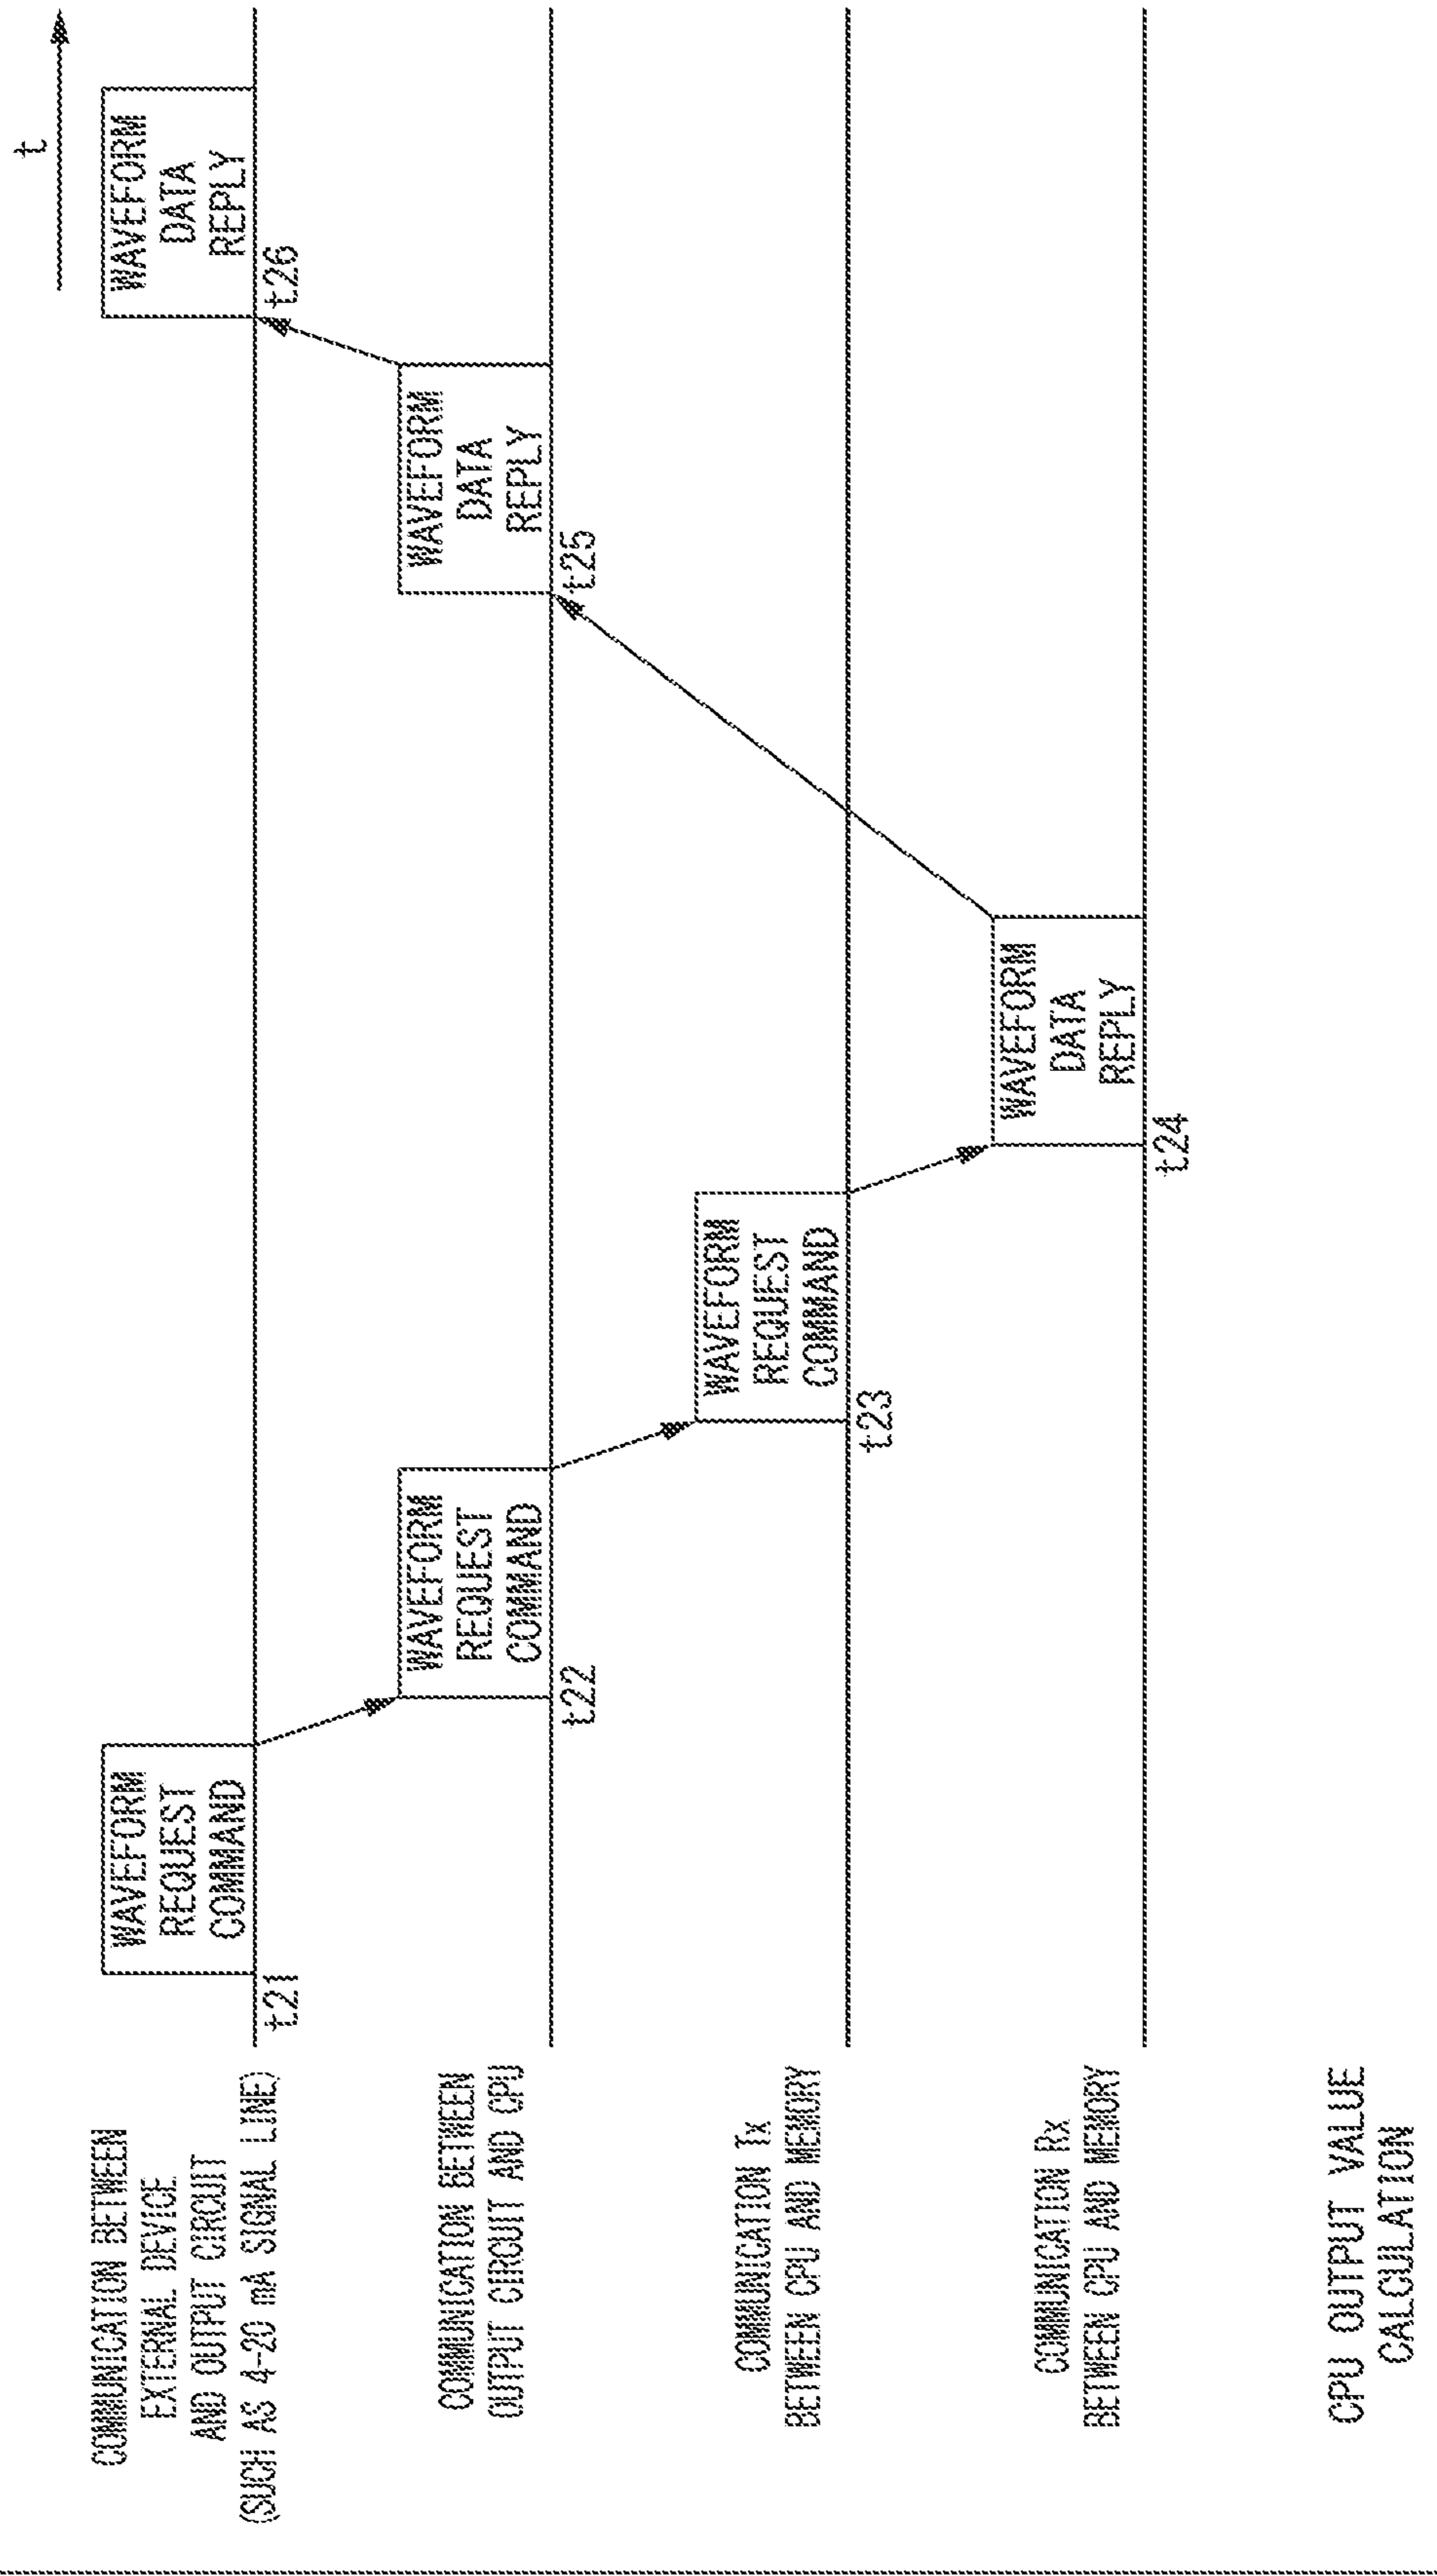 t
COMMUNICATION BETWEEN
EXTERNAL DEVICE
AND OUTPUT CIRCUIT
(SUCH AS 4-20 mA SIGNAL LINE)
WAVEFORM
REQUEST
COMMAND
t21
WAVEFORM
DATA
REPLY
t26
COMMUNICATION BETWEEN
OUTPUT CIRCUIT AND CPU
WAVEFORM
REQUEST
COMMAND
t22
WAVEFORM
DATA
REPLY
t25
COMMUNICATION Tx
BETWEEN CPU AND MEMORY
WAVEFORM
REQUEST
COMMAND
t23
COMMUNICATION Rx
BETWEEN CPU AND MEMORY
WAVEFORM
DATA
REPLY
t24
CPU OUTPUT VALUE
CALCULATION